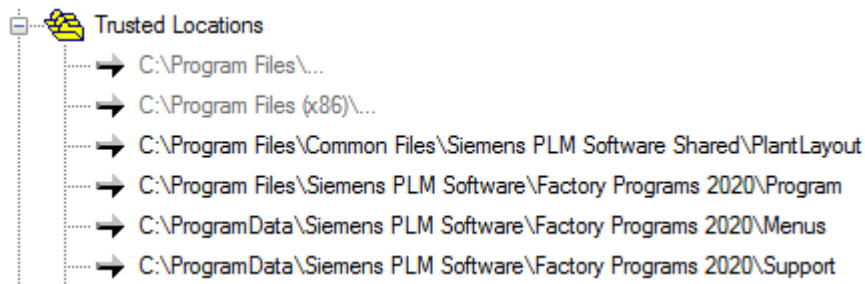 Trusted Locations
C:\Program Files\...
C:\Program Files (x86)\...
C:\Program Files\Common Files\Siemens PLM Software Shared\PlantLayout
C:\Program Files\Siemens PLM Software\Factory Programs 2020\Program
C:\ProgramData\Siemens PLM Software\Factory Programs 2020\Menus
C:\ProgramData\Siemens PLM Software\Factory Programs 2020\Support